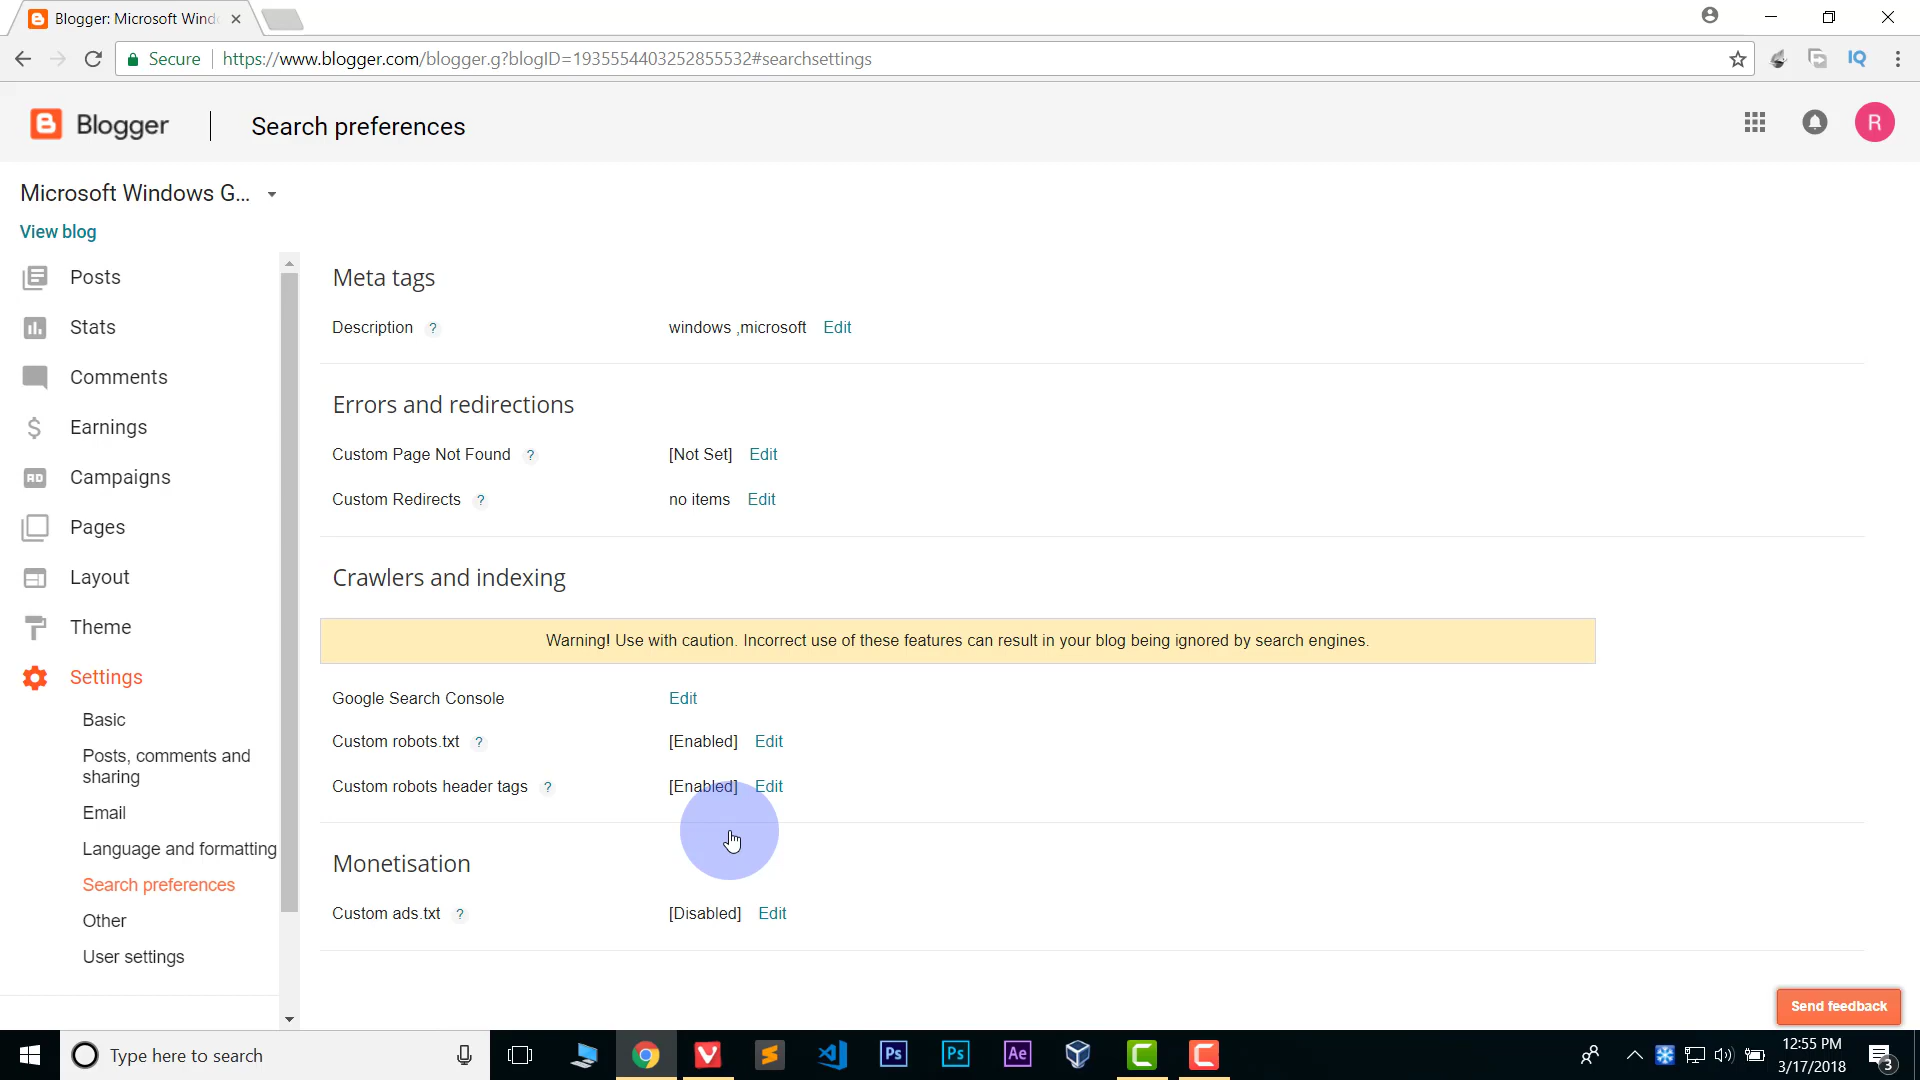 Blogger: Microsoft Wind
Secure
https://www.blogger.com/blogger.g?blogID=1935554403252855532#searchsettings
IQ
Blogger
Search preferences
R
Microsoft Windows G...
View blog
Posts
Stats
Comments
Earnings
AD Campaigns
Pages
Layout
Theme
Settings
Basic
Posts, comments and
sharing
Email
Language and formatting
Search preferences
Other
User settings
Meta tags
Description ? windows ,microsoft Edit
Errors and redirections
Custom Page Not Found ? [Not Set] Edit
Custom Redirects ? no items Edit
Crawlers and indexing
Warning! Use with caution. Incorrect use of these features can result in your blog being ignored by search engines.
Google Search Console Edit
Custom robots.txt ? [Enabled] Edit
Custom robots header tags ? [Enabled] Edit
Monetisation
Custom ads.txt ? [Disabled] Edit
Send feedback
Type here to search
Ps
Ps
Ae
12:55 PM
3/17/2018
3